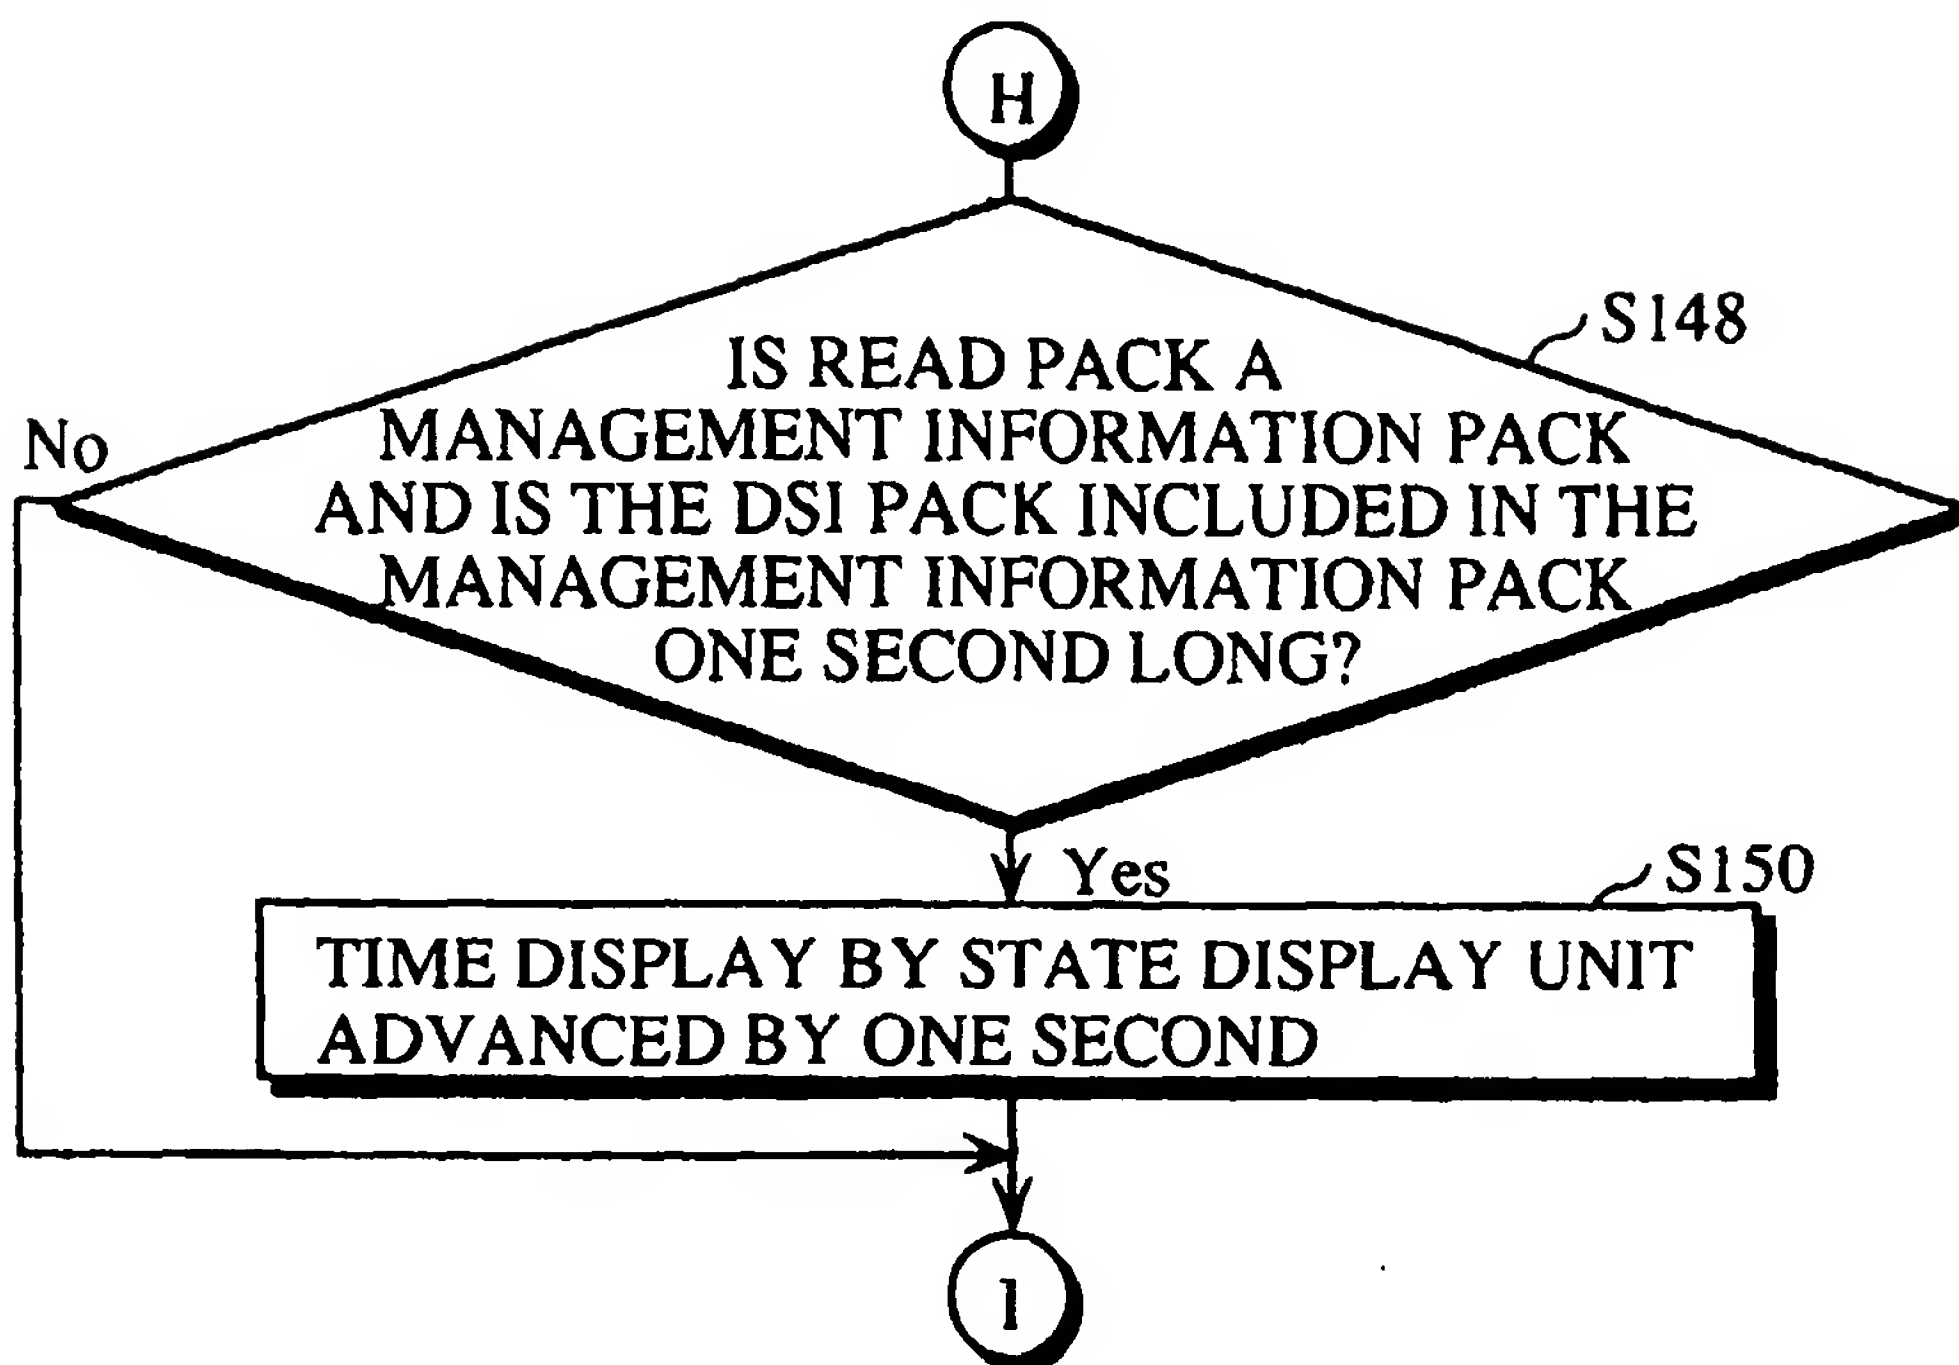 H
S148
IS READ PACK A
MANAGEMENT INFORMATION PACK
AND IS THE DSI PACK INCLUDED IN THE
MANAGEMENT INFORMATION PACK
ONE SECOND LONG?
No
Yes
S150
TIME DISPLAY BY STATE DISPLAY UNIT
ADVANCED BY ONE SECOND
I